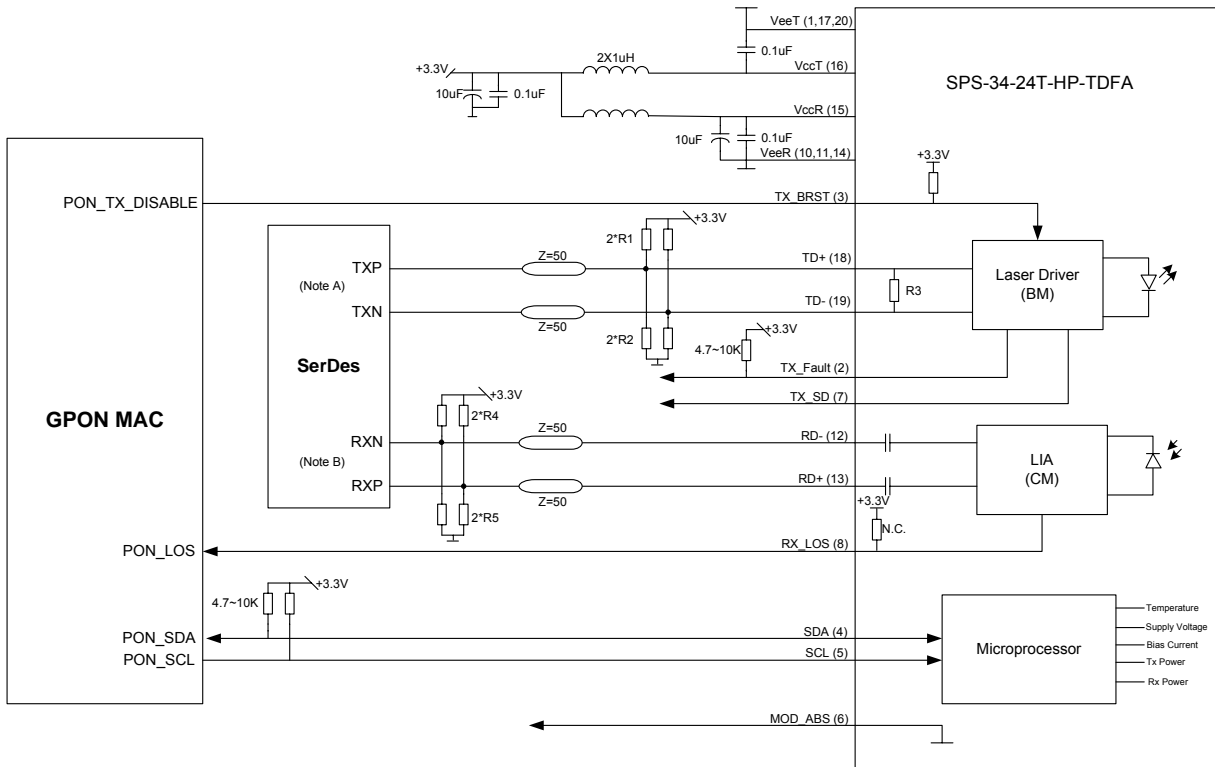 VeeT (1,17,20)
0.1uF
2X1uH
+3.3V
VccT (16)
10uF
0.1uF
SPS-34-24T-HP-TDFA
VccR (15)
10uF
0.1uF
VeeR (10,11,14)
+3.3V
PON_TX_DISABLE
TX_BRST (3)
+3.3V
2*R1
Z=50
TXP
TD+ (18)
(Note A)
R3
Laser Driver
(BM)
TXN
TD- (19)
Z=50
2*R2
+3.3V
4.7~10K
SerDes
TX_Fault (2)
+3.3V
TX_SD (7)
GPON MAC
2*R4
Z=50
RXN
RD- (12)
(Note B)
LIA
(CM)
RXP
RD+ (13)
Z=50
+3.3V
2*R5
N.C.
PON_LOS
RX_LOS (8)
+3.3V
4.7~10K
Temperature
PON_SDA
SDA (4)
Supply Voltage
Microprocessor
Bias Current
PON_SCL
SCL (5)
Tx Power
Rx Power
MOD_ABS (6)